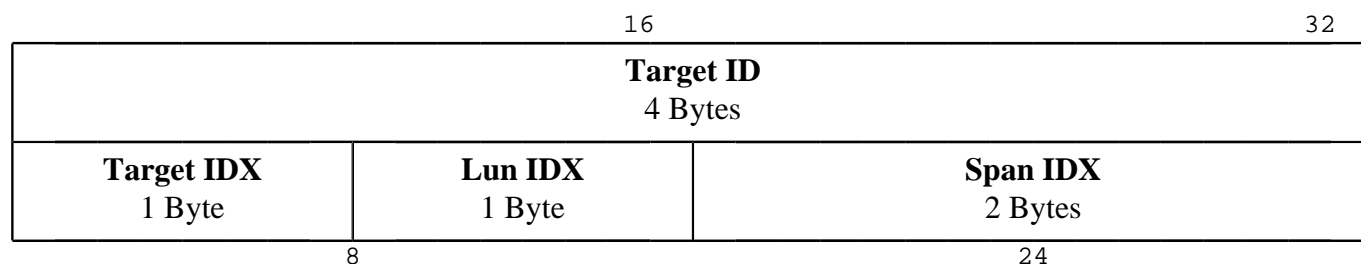 16 32
Target ID
4 Bytes
Target IDX Lun IDX Span IDX
1 Byte 1 Byte 2 Bytes
8 24